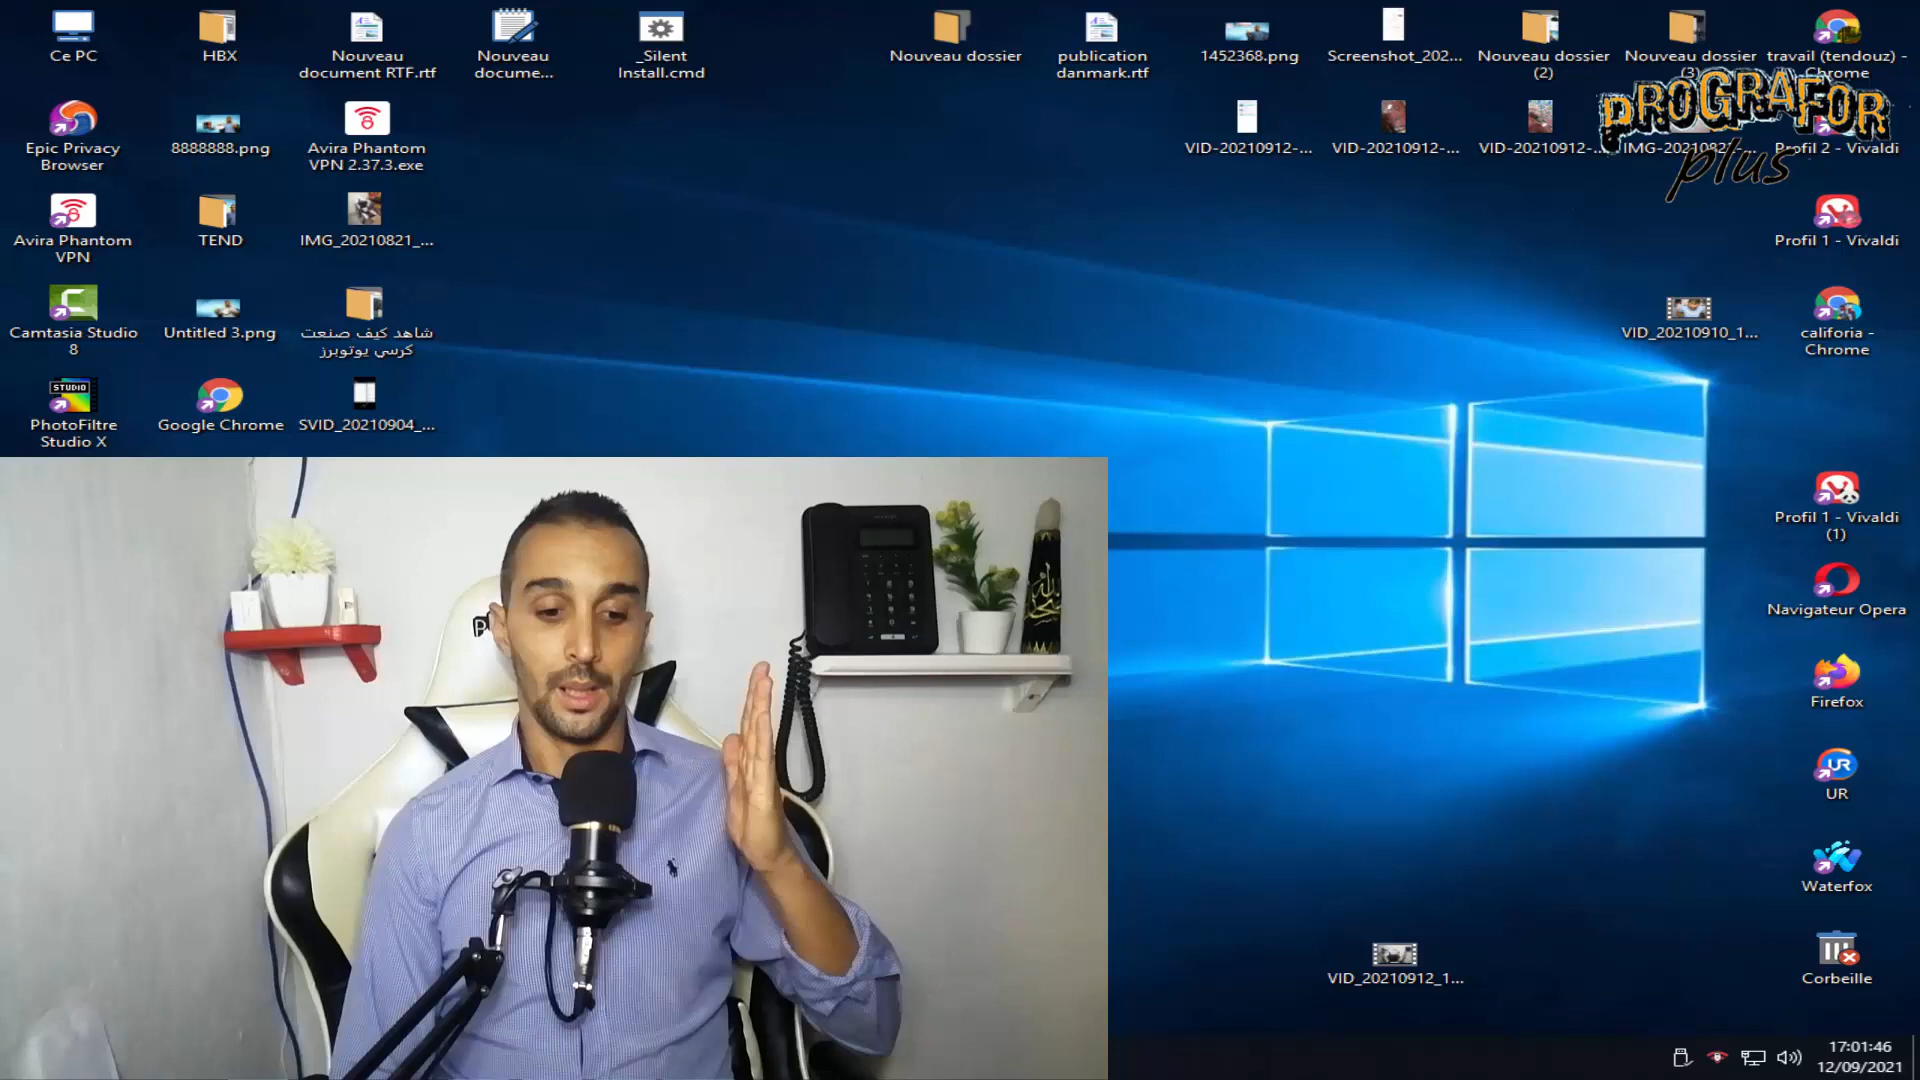 Ce PC
HBX
Nouveau
document RTF.rtf
Nouveau
docume...
_Silent
Install.cmd
Nouveau dossier
publication
danmark.rtf
1452368.png
Screenshot_202...
Nouveau dossier
(2)
Nouveau dossier
(3)
travail (tendouz) -
Chrome
PROGRAFOR
plus
Epic Privacy
Browser
8888888.png
Avira Phantom
VPN 2.37.3.exe
VID-20210912-...
VID-20210912-...
VID-20210912-...
Profil 2 - Vivaldi
Avira Phantom
VPN
TEND
IMG_20210821_...
Profil 1 - Vivaldi
Camtasia Studio
8
Untitled 3.png
شاهد كيف صنعت
كرسي يوتوبرز
VID_20210910_1...
califoria -
Chrome
STUDIO
PhotoFiltre
Studio X
Google Chrome
SVID_20210904_...
Profil 1 - Vivaldi
(1)
Navigateur Opera
Firefox
UR
UR
Waterfox
VID_20210912_1...
Corbeille
17:01:46
12/09/2021